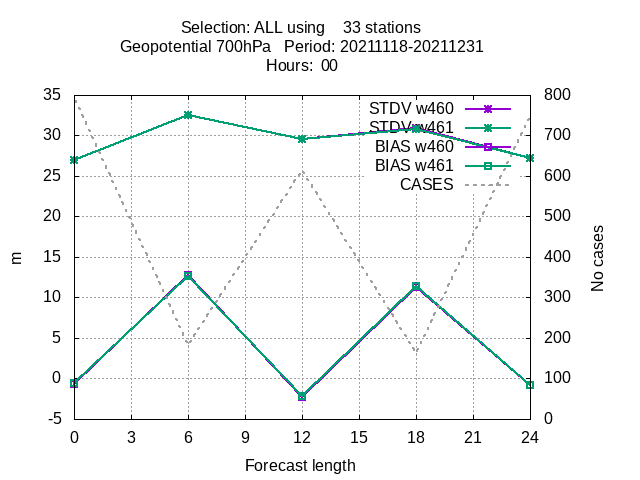 Selection: ALL using    33 stations
Geopotential 700hPa   Period: 20211118-20211231
Hours:  00
35
30
25
20
15
10
5
0
-5
m
STDV w460
STDV w461
BIAS w460
BIAS w461
CASES
800
700
600
500
400
300
200
100
0
No cases
0 3 6 9 12 15 18 21 24
Forecast length